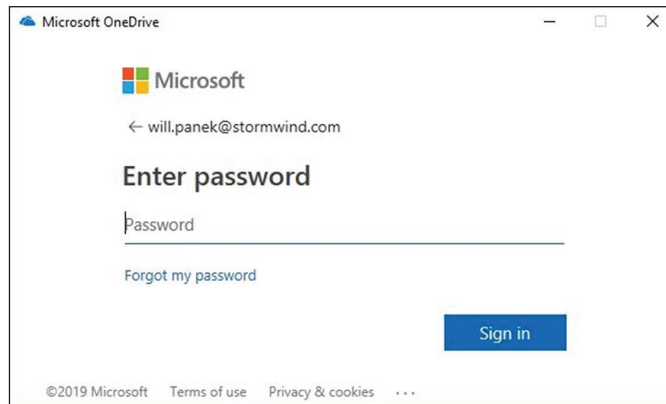 Microsoft OneDrive
Microsoft
← will.panek@stormwind.com
Enter password
Password
Forgot my password
Sign in
©2019 Microsoft Terms of use Privacy & cookies ...